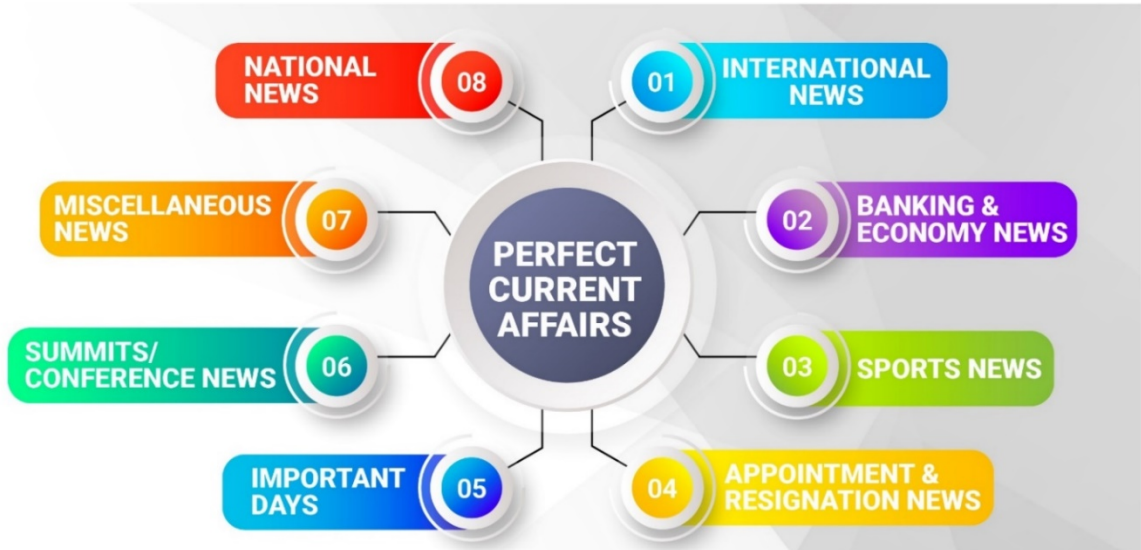 NATIONAL
NEWS
08
01
INTERNATIONAL
NEWS
MISCELLANEOUS
NEWS
07
02
BANKING &
ECONOMY NEWS
PERFECT
CURRENT
AFFAIRS
SUMMITS/
CONFERENCE NEWS
06
03
SPORTS NEWS
IMPORTANT
DAYS
05
04
APPOINTMENT &
RESIGNATION NEWS